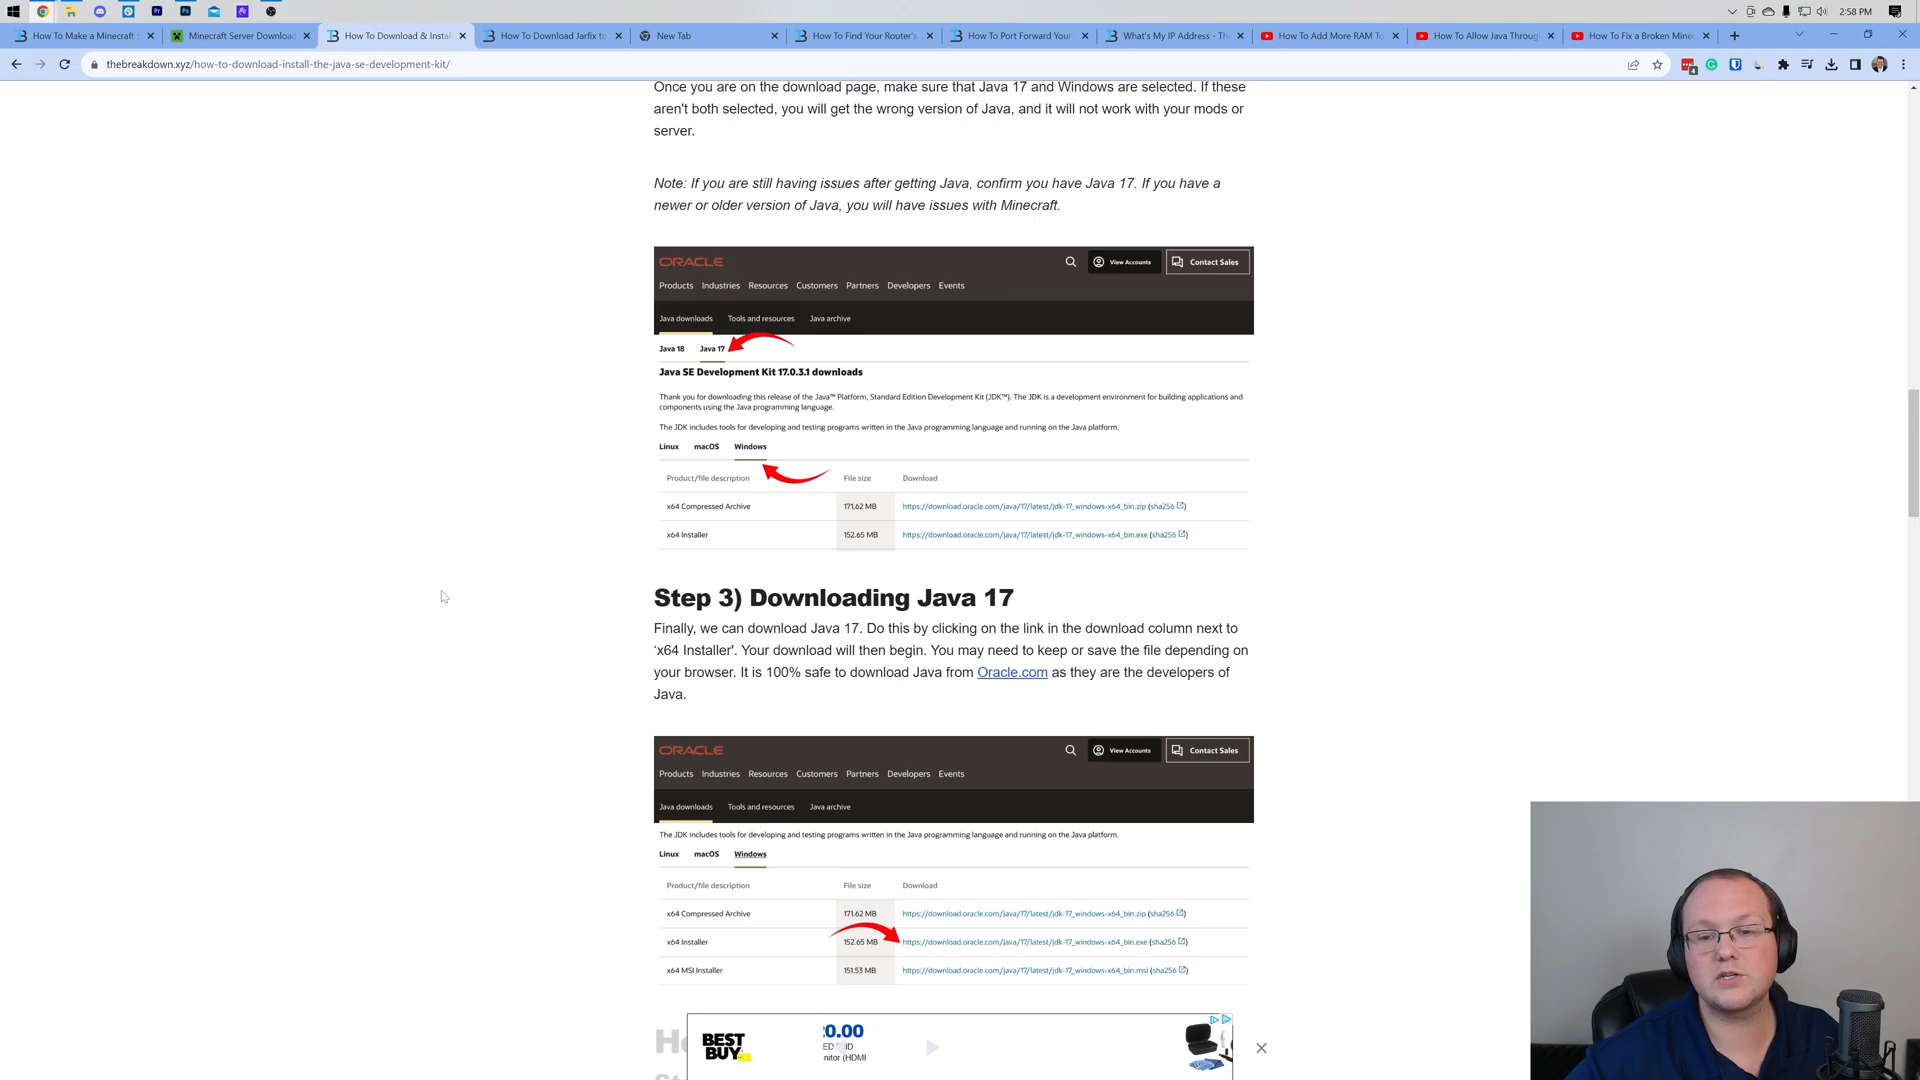 2:58 PM
How To Make a Minecraft S
Minecraft Server Download
How To Download & Instal
How To Download Jarfix to
New Tab
How To Find Your Router's
How To Port Forward Your
What's My IP Address - The
How To Add More RAM To
How To Allow Java Through
How To Fix a Broken Minec
thebreakdown.xyz/how-to-download-install-the-java-se-development-kit/
4
Once you are on the download page, make sure that Java 17 and Windows are selected. If these
aren't both selected, you will get the wrong version of Java, and it will not work with your mods or
server.
Note: If you are still having issues after getting Java, confirm you have Java 17. If you have a
newer or older version of Java, you will have issues with Minecraft.
ORACLE
View Accounts
Contact Sales
Products Industries Resources Customers Partners Developers Events
Java downloads Tools and resources Java archive
Java 18 Java 17
Java SE Development Kit 17.0.3.1 downloads
Thank you for downloading this release of the Java™ Platform, Standard Edition Development Kit (JDK™). The JDK is a development environment for building applications and
components using the Java programming language.
The JDK includes tools for developing and testing programs written in the Java programming language and running on the Java platform.
Linux macOS Windows
Product/file description File size Download
x64 Compressed Archive 171.62 MB https://download.oracle.com/java/17/latest/jdk-17_windows-x64_bin.zip (sha256)
x64 Installer 152.65 MB https://download.oracle.com/java/17/latest/jdk-17_windows-x64_bin.exe (sha256)
Step 3) Downloading Java 17
Finally, we can download Java 17. Do this by clicking on the link in the download column next to
‘x64 Installer'. Your download will then begin. You may need to keep or save the file depending on
your browser. It is 100% safe to download Java from Oracle.com as they are the developers of
Java.
ORACLE
View Accounts
Contact Sales
Products Industries Resources Customers Partners Developers Events
Java downloads Tools and resources Java archive
The JDK includes tools for developing and testing programs written in the Java programming language and running on the Java platform.
Linux macOS Windows
Product/file description File size Download
x64 Compressed Archive 171.62 MB https://download.oracle.com/java/17/latest/jdk-17_windows-x64_bin.zip (sha256)
x64 Installer 152.65 MB https://download.oracle.com/java/17/latest/jdk-17_windows-x64_bin.exe (sha256)
x64 MSI Installer 151.53 MB https://download.oracle.com/java/17/latest/jdk-17_windows-x64_bin.msi (sha256)
BEST
BUY
0.00
nitor (HDMI